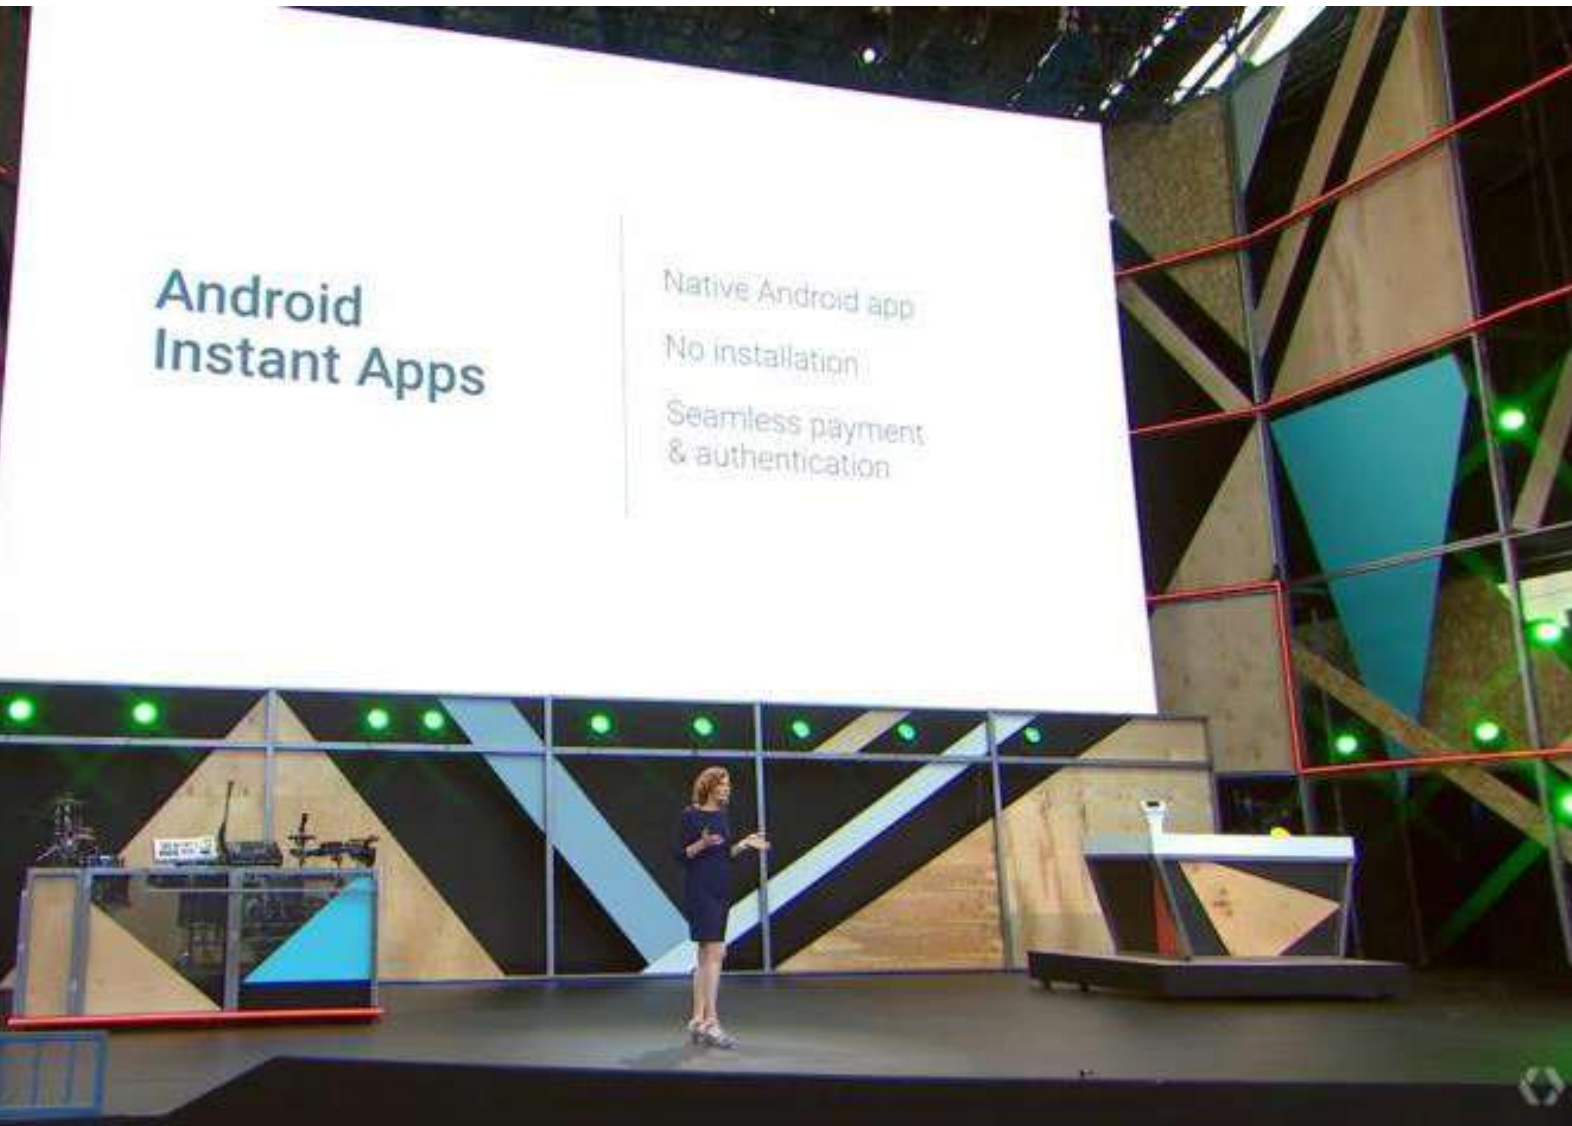 Android
Instant Apps
Native Android app
No installation
Seamless payment
& authentication